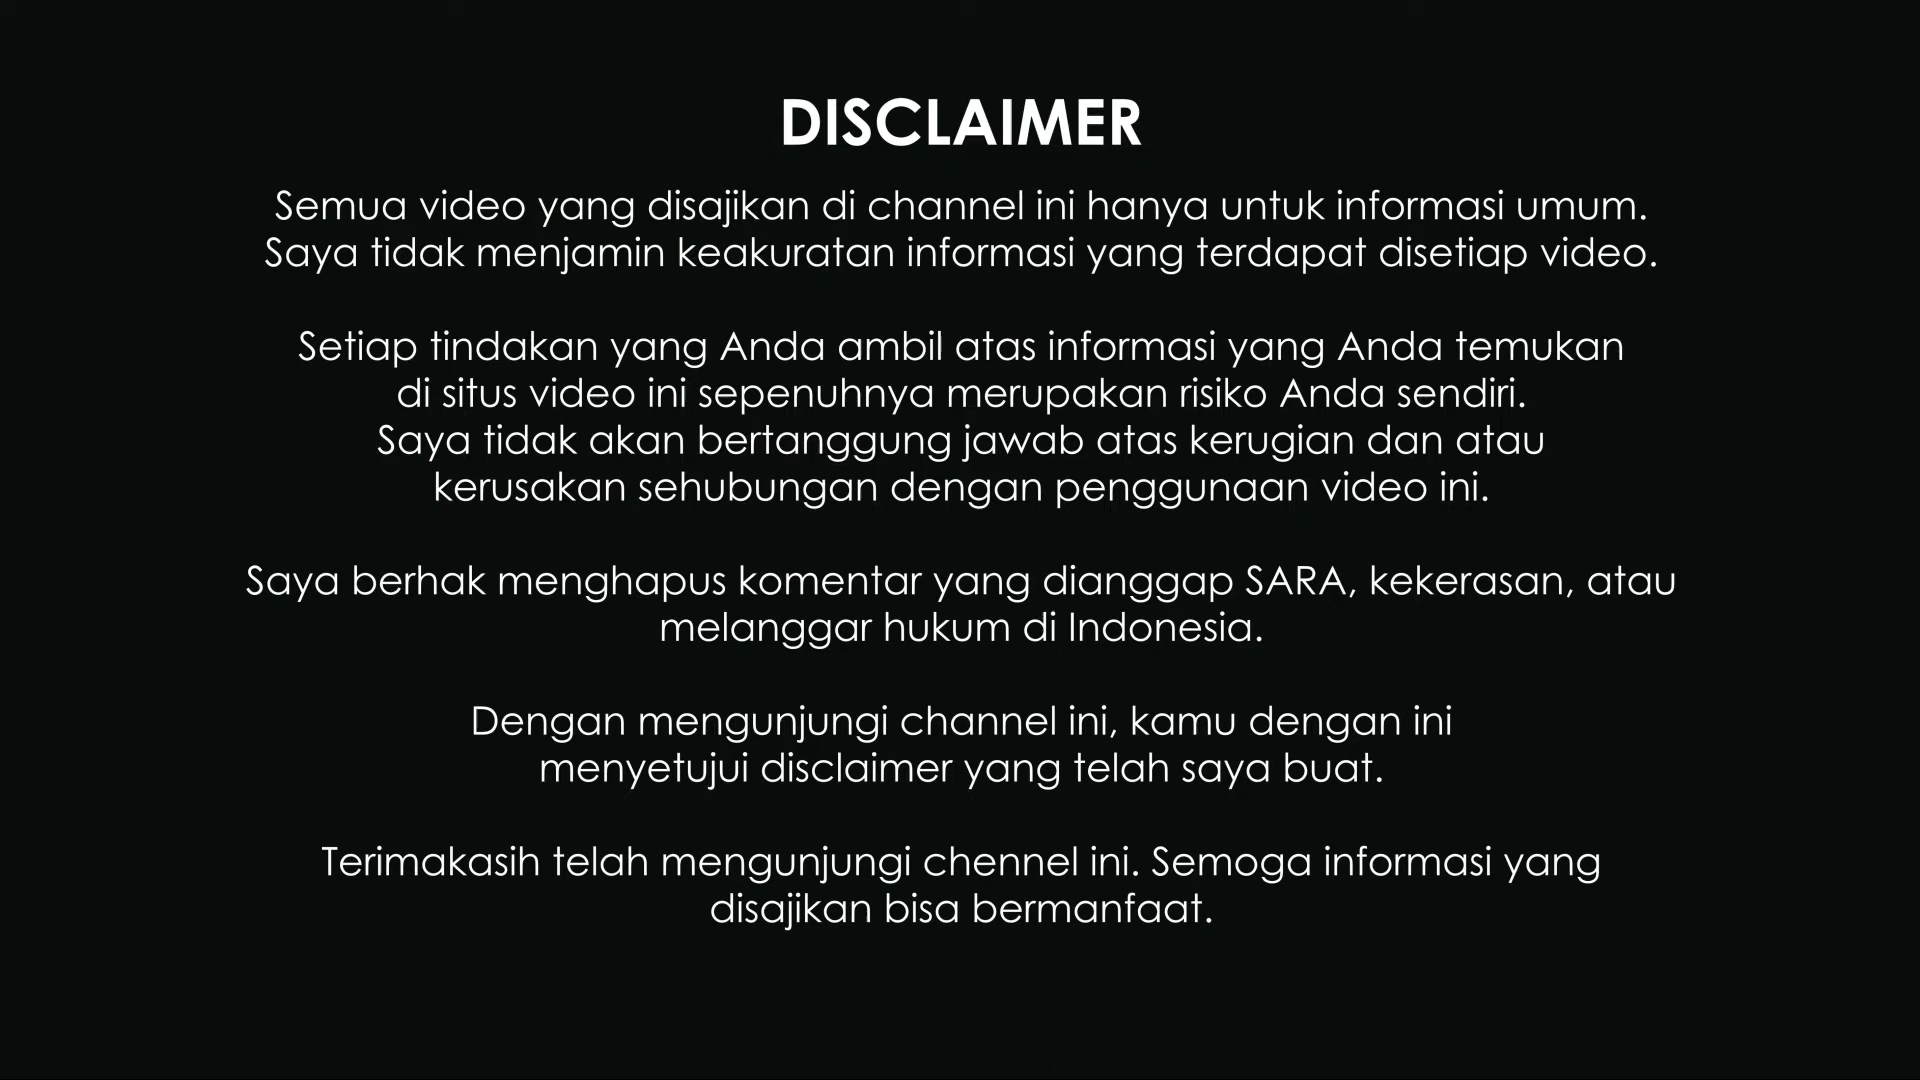 DISCLAIMER
Semua video yang disajikan di channel ini hanya untuk informasi umum.
Saya tidak menjamin keakuratan informasi yang terdapat disetiap video.
Setiap tindakan yang Anda ambil atas informasi yang Anda temukan
di situs video ini sepenuhnya merupakan risiko Anda sendiri.
Saya tidak akan bertanggung jawab atas kerugian dan atau
kerusakan sehubungan dengan penggunaan video ini.
Saya berhak menghapus komentar yang dianggap SARA, kekerasan, atau
melanggar hukum di Indonesia.
Dengan mengunjungi channel ini, kamu dengan ini
menyetujui disclaimer yang telah saya buat.
Terimakasih telah mengunjungi chennel ini. Semoga informasi yang
disajikan bisa bermanfaat.